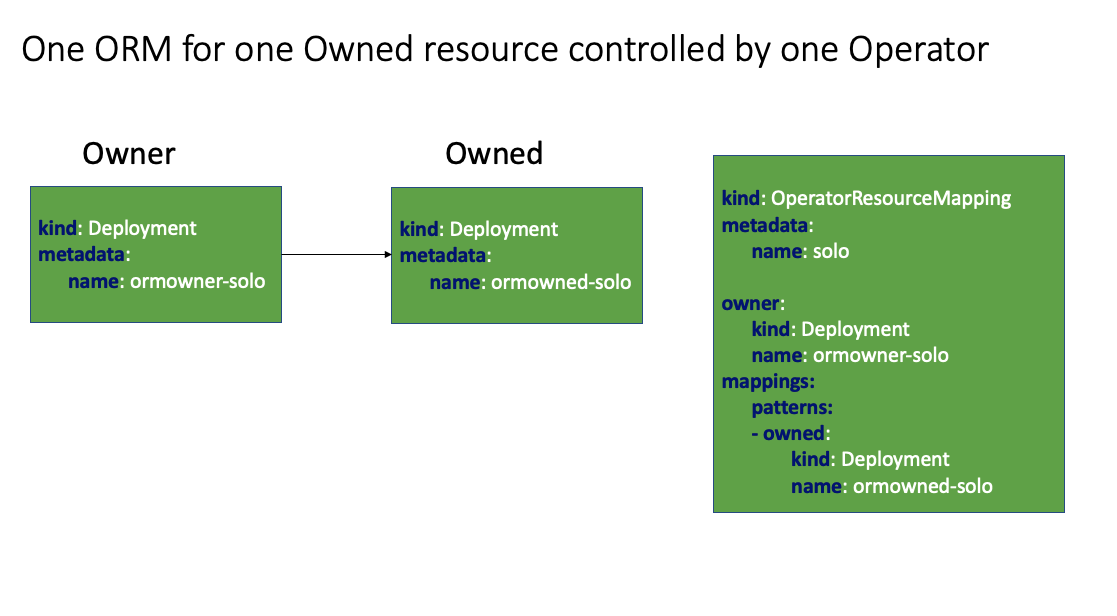 One ORM for one Owned resource controlled by one Operator
Owner
kind: Deployment
metadata:
name: ormowner-solo
Owned
kind: Deployment
metadata:
name: ormowned-solo
kind: OperatorResourceMapping
metadata:
name: solo
owner:
kind: Deployment
name: ormowner-solo
mappings:
patterns:
- owned:
kind: Deployment
name: ormowned-solo